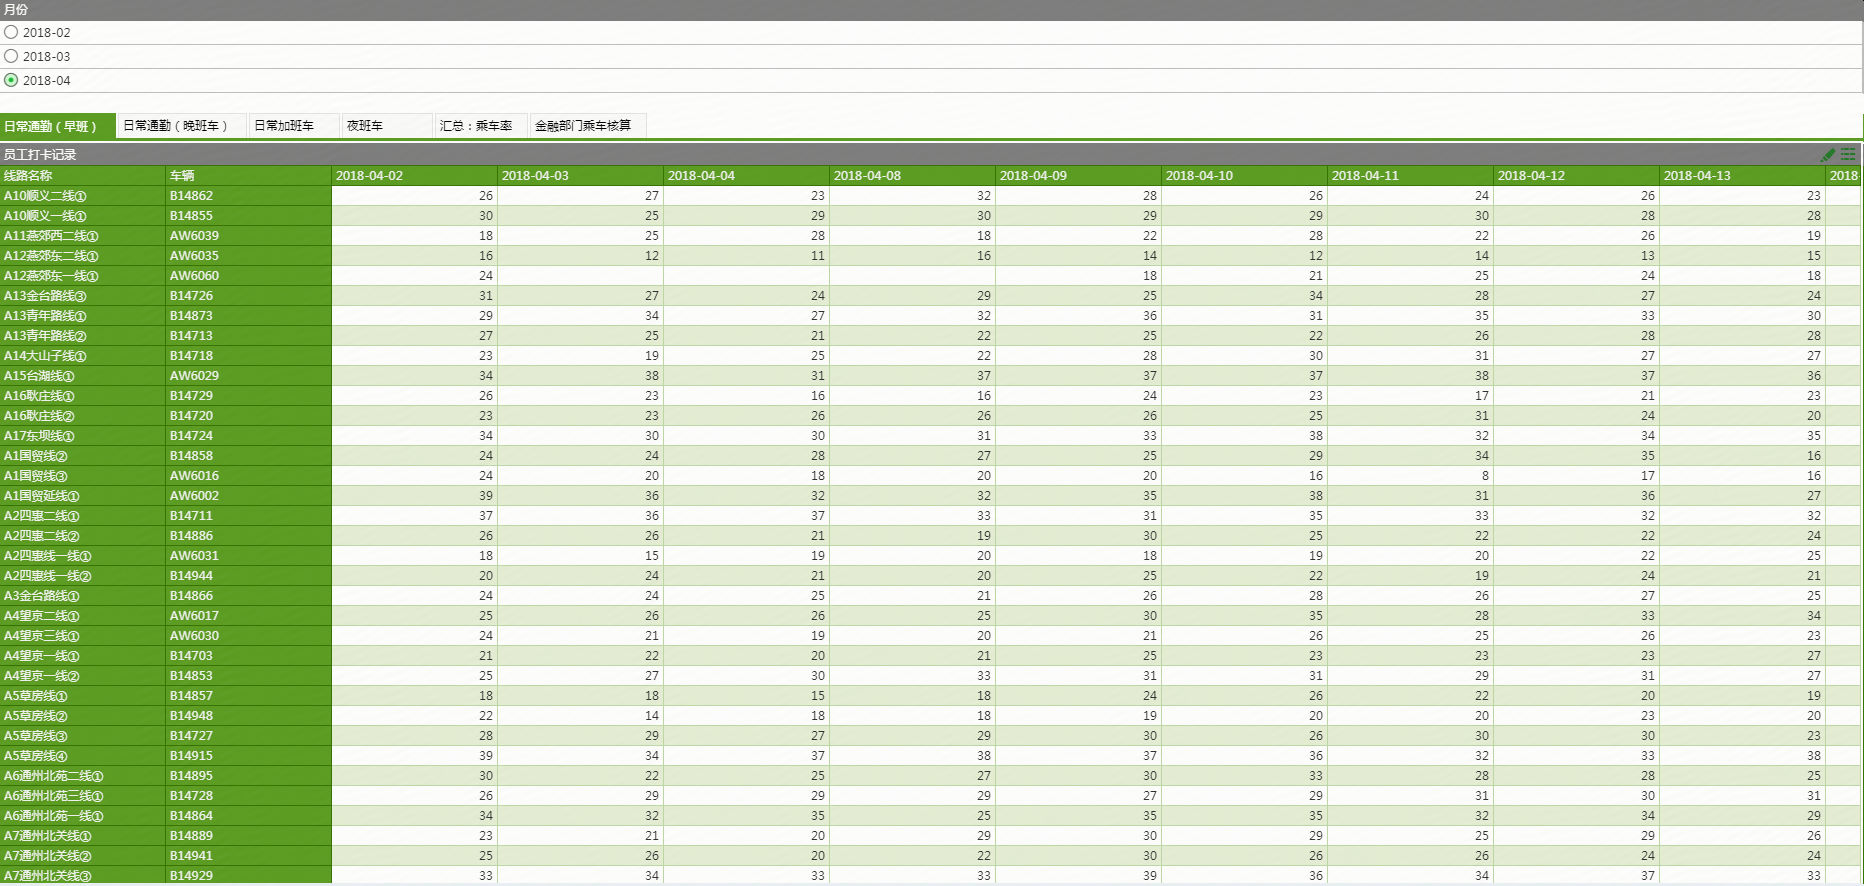 月份
2018-02
2018-03
2018-04
日常通勤（早班） 日常通勤（晚班车） 日常加班车 夜班车 汇总：乘车率 金融部门乘车核算
员工打卡记录
线路名称 车辆 2018-04-02 2018-04-03 2018-04-04 2018-04-08 2018-04-09 2018-04-10 2018-04-11 2018-04-12 2018-04-13 2018-
A10顺义二线① B14862 26 27 23 32 28 26 24 26 23
A10顺义一线① B14855 30 25 29 30 29 29 30 28 28
A11燕郊西二线① AW6039 18 25 28 18 22 28 22 26 19
A12燕郊东二线① AW6035 16 12 11 16 14 12 14 13 15
A12燕郊东一线① AW6060 24 18 21 25 24 18
A13金台路线③ B14726 31 27 24 29 25 34 28 27 24
A13青年路线① B14873 29 34 27 32 36 31 35 33 30
A13青年路线② B14713 27 25 21 22 25 22 26 28 28
A14大山子线① B14718 23 19 25 22 28 30 31 27 27
A15台湖线① AW6029 34 38 31 37 37 37 38 37 36
A16耿庄线① B14729 26 23 16 16 24 23 17 21 23
A16耿庄线② B14720 23 23 26 26 26 25 31 24 20
A17东坝线① B14724 34 30 30 31 33 38 32 34 35
A1国贸线② B14858 24 24 28 27 25 29 34 35 16
A1国贸线③ AW6016 24 20 18 20 20 16 8 17 16
A1国贸延线① AW6002 39 36 32 32 35 38 31 36 27
A2四惠二线① B14711 37 36 37 33 31 35 33 32 32
A2四惠二线② B14886 26 26 21 19 30 25 22 22 24
A2四惠线一线① AW6031 18 15 19 20 18 19 20 22 25
A2四惠线一线② B14944 20 24 21 20 25 22 19 24 21
A3金台路线① B14866 24 24 25 21 26 28 26 27 25
A4望京二线① AW6017 25 26 26 25 30 35 28 33 34
A4望京三线① AW6030 24 21 19 20 21 26 25 26 23
A4望京一线① B14703 21 22 20 21 25 23 23 23 27
A4望京一线② B14853 25 27 30 33 31 31 29 31 27
A5草房线① B14857 18 18 15 18 24 26 22 20 19
A5草房线② B14948 22 14 18 18 19 20 20 23 20
A5草房线③ B14727 28 29 27 29 30 26 30 30 23
A5草房线④ B14915 39 34 37 38 37 36 32 33 38
A6通州北苑二线① B14895 30 22 25 27 30 33 28 28 25
A6通州北苑三线① B14728 26 29 29 29 27 29 31 30 31
A6通州北苑一线① B14864 34 32 35 25 35 35 32 34 29
A7通州北关线① B14889 23 21 20 29 30 29 25 29 26
A7通州北关线② B14941 25 26 20 22 30 26 26 24 24
A7通州北关线③ B14929 33 34 33 33 39 36 34 37 33